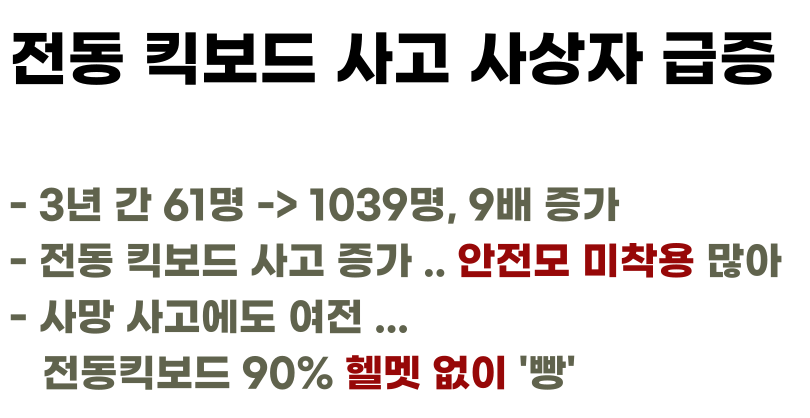 전동 킥보드 사고 사상자 급증
- 3년 간 61명 -> 1039명, 9배 증가
- 전동 킥보드 사고 증가 .. 안전모 미착용 많아
- 사망 사고에도 여전 ...
전동킥보드 90% 헬멧 없이 '빵'